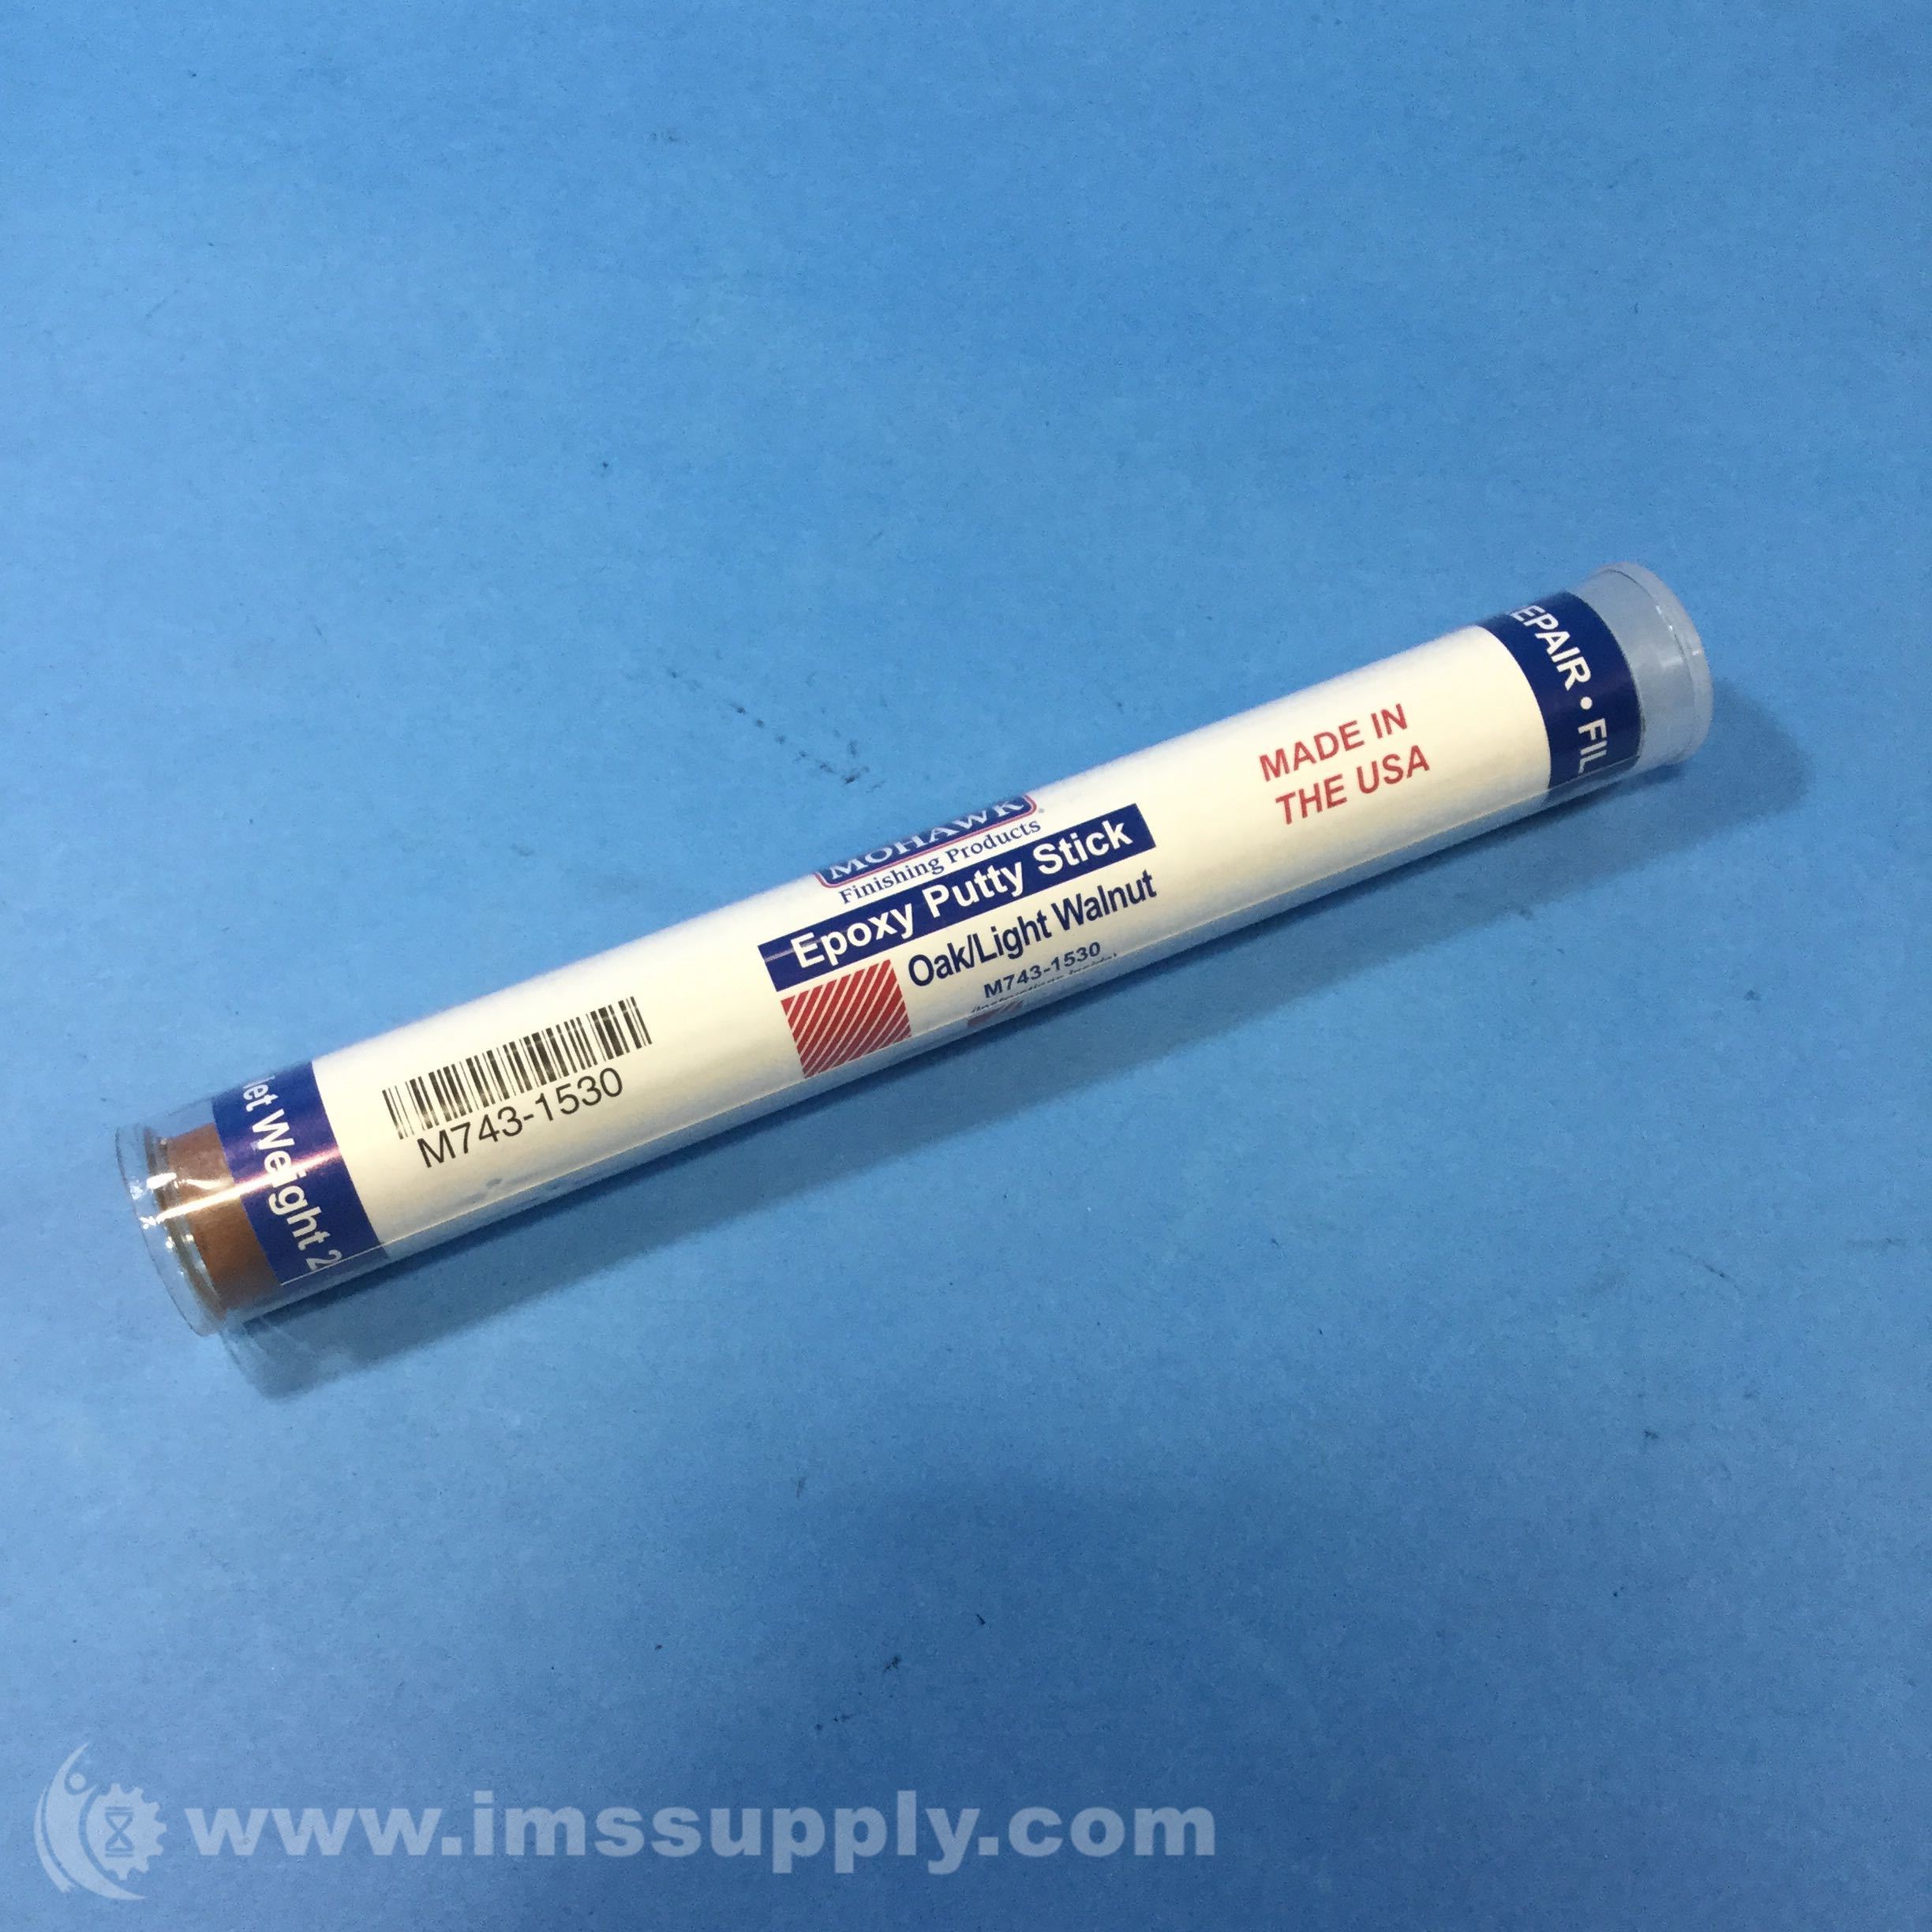 EPAIR • FIL
MADE IN
THE USA
MOHAWK
Finishing Products
Epoxy Putty Stick
Oak/Light Walnut
M743-1530
M743-1530
et Weight 2
www.imssupply.com